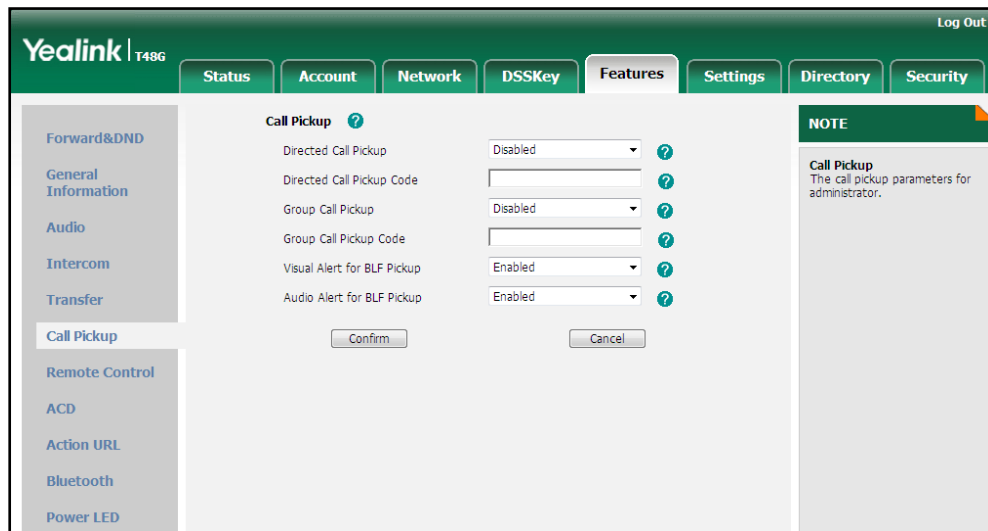 Log Out
Yealink T48G
Status Account Network DSSKey Features Settings Directory Security
Forward&DND
General
Information
Audio
Intercom
Transfer
Call Pickup
Remote Control
ACD
Action URL
Bluetooth
Power LED
Call Pickup ?
Directed Call Pickup Disabled ?
Directed Call Pickup Code ?
Group Call Pickup Disabled ?
Group Call Pickup Code ?
Visual Alert for BLF Pickup Enabled ?
Audio Alert for BLF Pickup Enabled ?
Confirm Cancel
NOTE
Call Pickup
The call pickup parameters for
administrator.